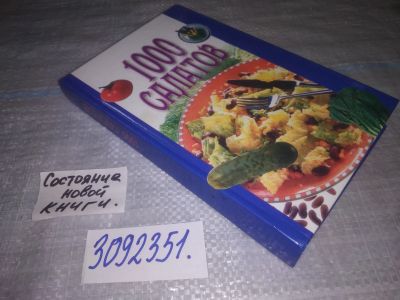 1000
САЛАТОВ
Состояние
новой
книги.
3092351.